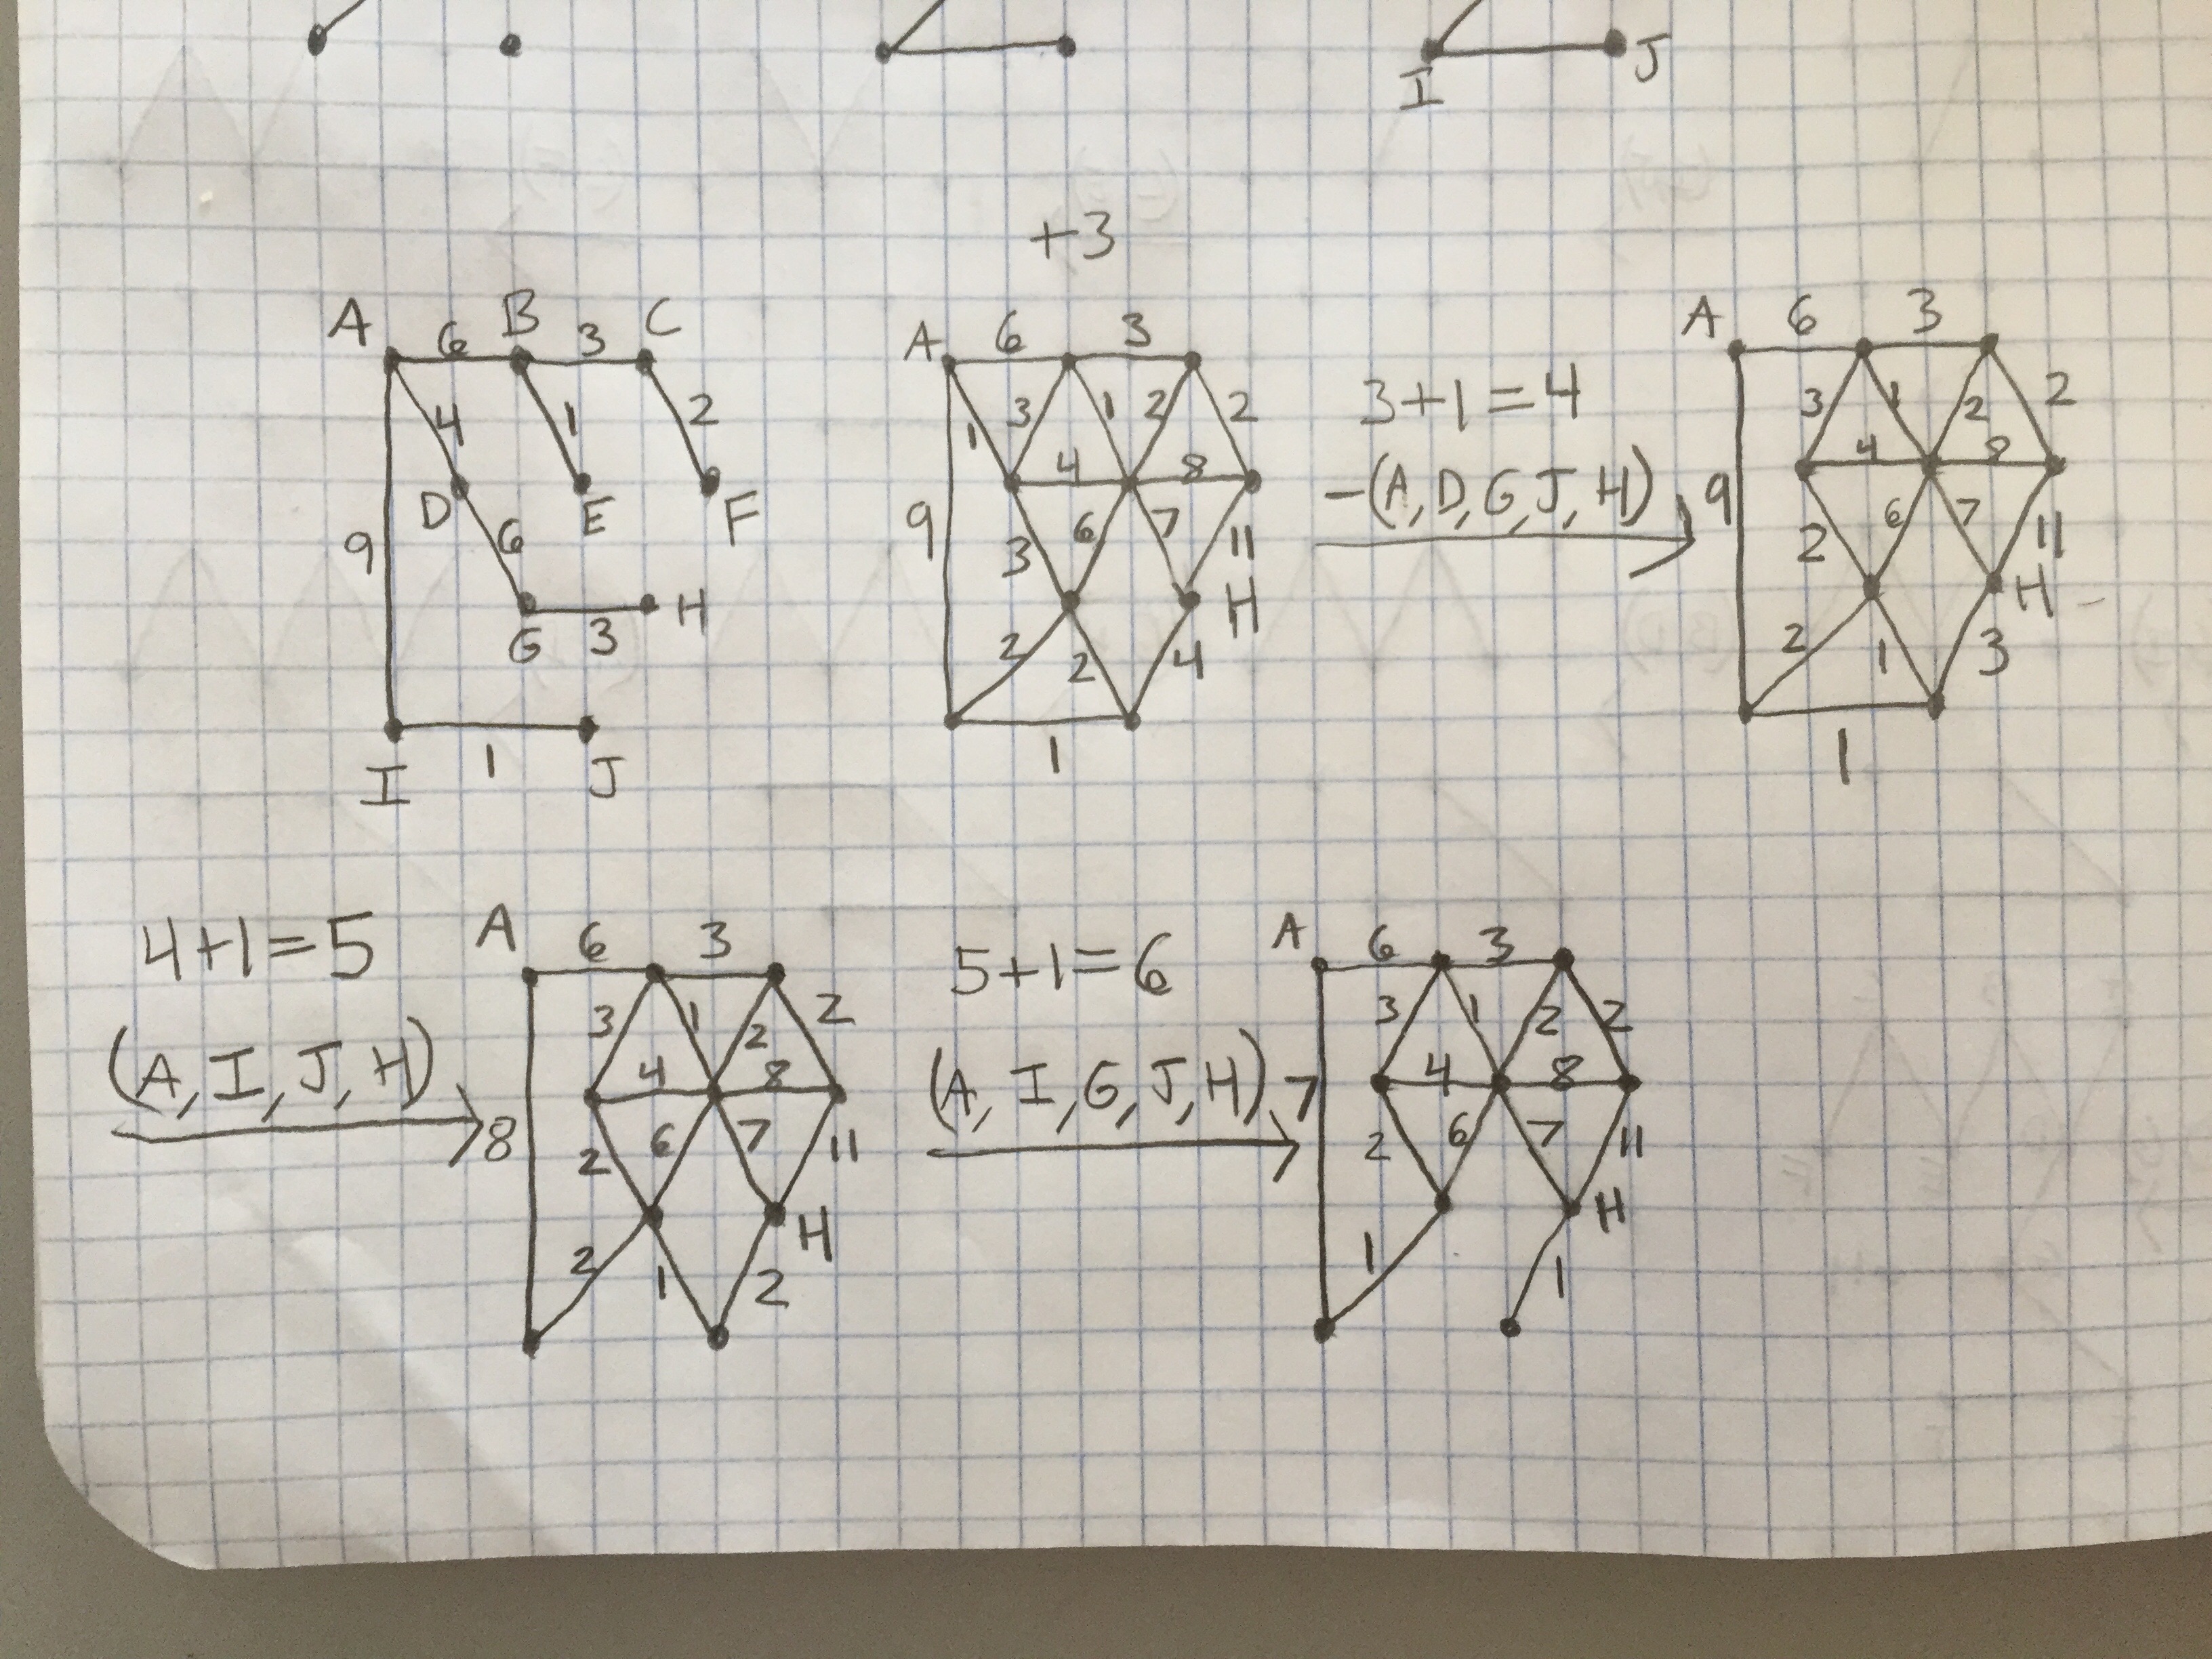 I J
+3
A 6 B 3 C
4 1 2
D E F
9 6
G 3 H
I 1 J
A 6 3
1 3 1 2 2
4 8
9 3 6 7 11
H
2 2 4
1
3+1=4
-(A,D,G,J,H)
A 6 3
3 1 2 2
4 8
9 2 6 7 11
H
2 1 3
1
4+1=5
(A,I,J,H)
A 6 3
3 1 2 2
4 8
8 2 6 7 11
H
2 1 2
5+1=6
(A,I,G,J,H)
A 6 3
3 1 2 2
4 8
7 2 6 7 11
H
1 1